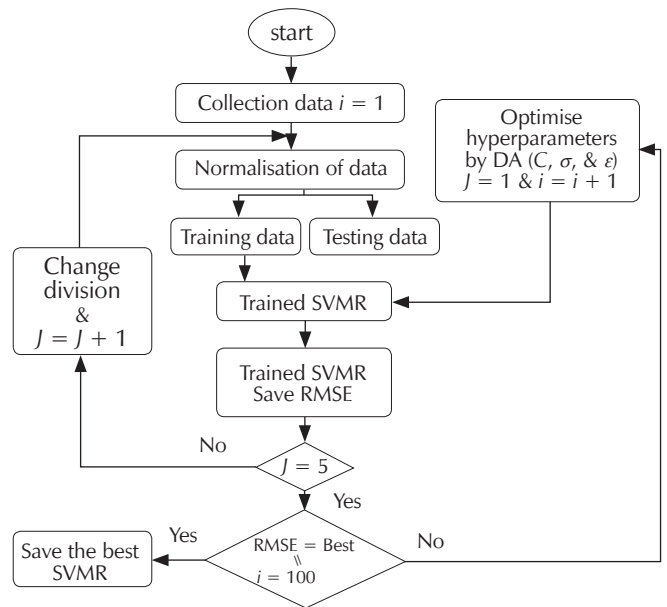 start
Collection data i = 1
Optimise
hyperparameters
by DA (C, σ, & ε)
J = 1 & i = i + 1
Normalisation of data
Training data
Testing data
Change
division
&
J = J + 1
Trained SVMR
Trained SVMR
Save RMSE
No
J = 5
Yes
Yes
RMSE = Best
//
i = 100
No
Save the best
SVMR